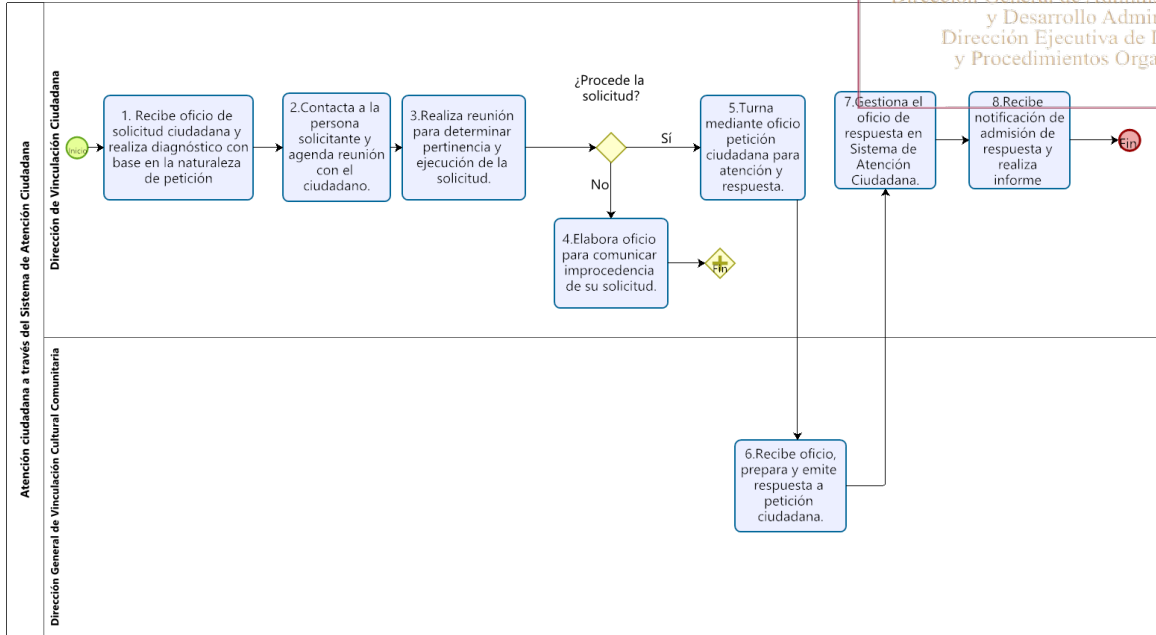 y Desarrollo Admi
Dirección Ejecutiva de
y Procedimientos Orga
Atención ciudadana a través del Sistema de Atención Ciudadana
Dirección de Vinculación Ciudadana
Inicio
1. Recibe oficio de
solicitud ciudadana y
realiza diagnóstico con
base en la naturaleza
de petición
2.Contacta a la
persona
solicitante y
agenda reunión
con el
ciudadano.
3.Realiza reunión
para determinar
pertinencia y
ejecución de la
solicitud.
¿Procede la
solicitud?
Sí
No
4.Elabora oficio
para comunicar
improcedencia
de su solicitud.
Fin
5.Turna
mediante oficio
petición
ciudadana para
atención y
respuesta.
7.Gestiona el
oficio de
respuesta en
Sistema de
Atención
Ciudadana.
8.Recibe
notificación de
admisión de
respuesta y
realiza
informe
Fin
Dirección General de Vinculación Cultural Comunitaria
6.Recibe oficio,
prepara y emite
respuesta a
petición
ciudadana.